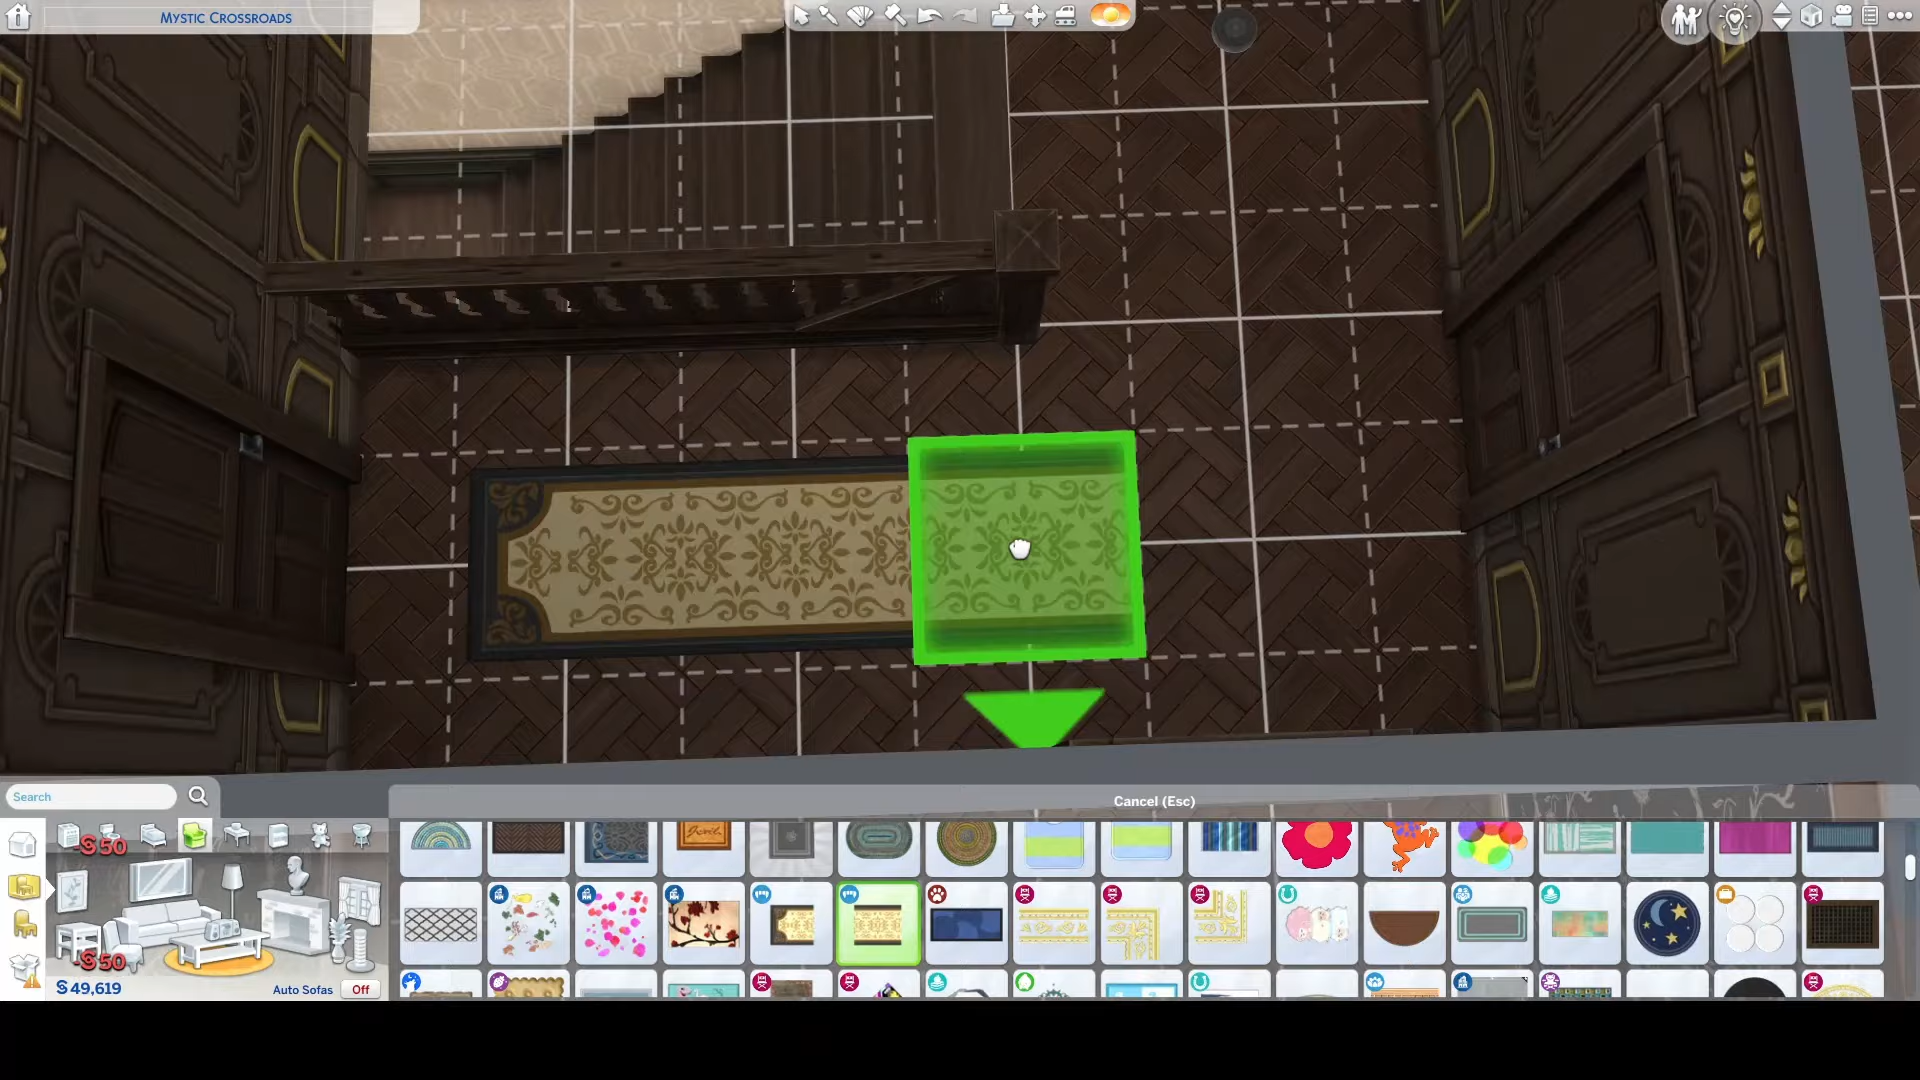 MYSTIC CROSSROADS
Cancel (Esc)
Search
-§50
-§50
§49,619
Auto Sofas
Off